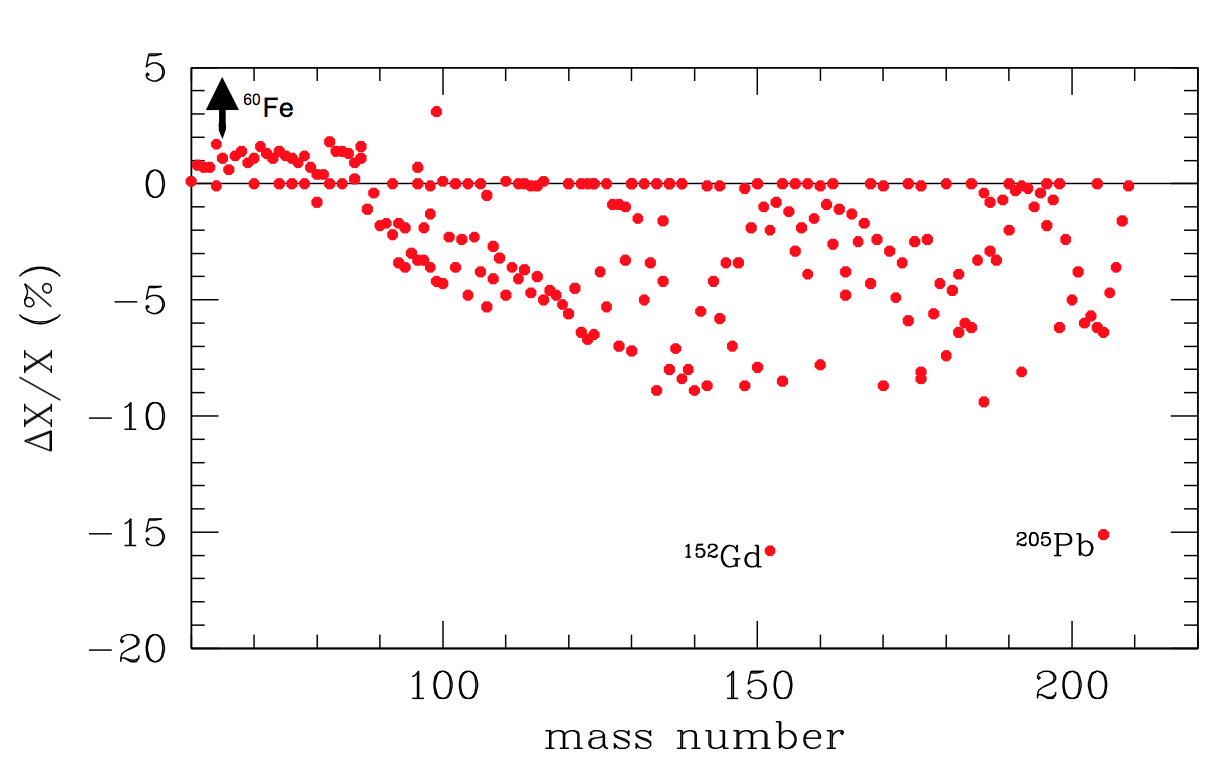 5
⁶⁰Fe
0
−5
ΔX/X (%)
−10
−15
¹⁵²Gd
²⁰⁵Pb
−20
100 150 200
mass number